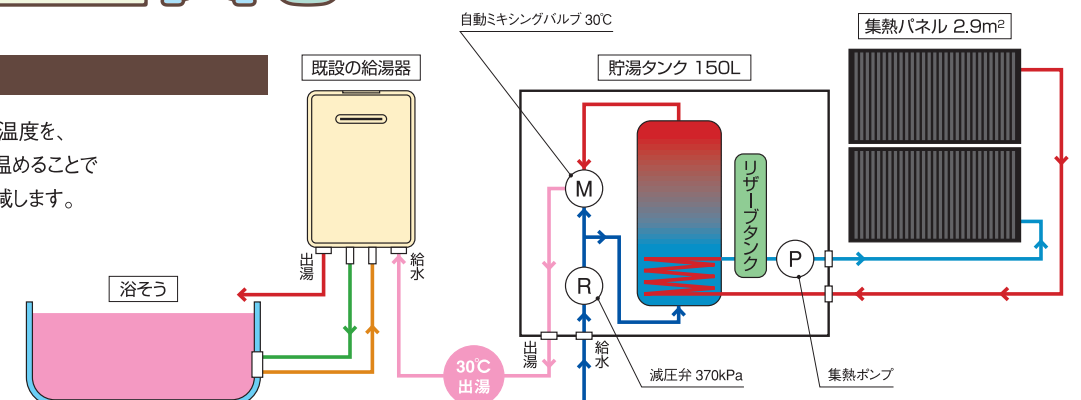 自動ミキシングバルブ 30℃
集熱パネル 2.9m²
既設の給湯器
貯湯タンク 150L
温度を、
温めることで
減します。
M
リザーブタンク
P
出湯
給水
R
浴そう
出湯
給水
30℃
出湯
減圧弁 370kPa
集熱ポンプ